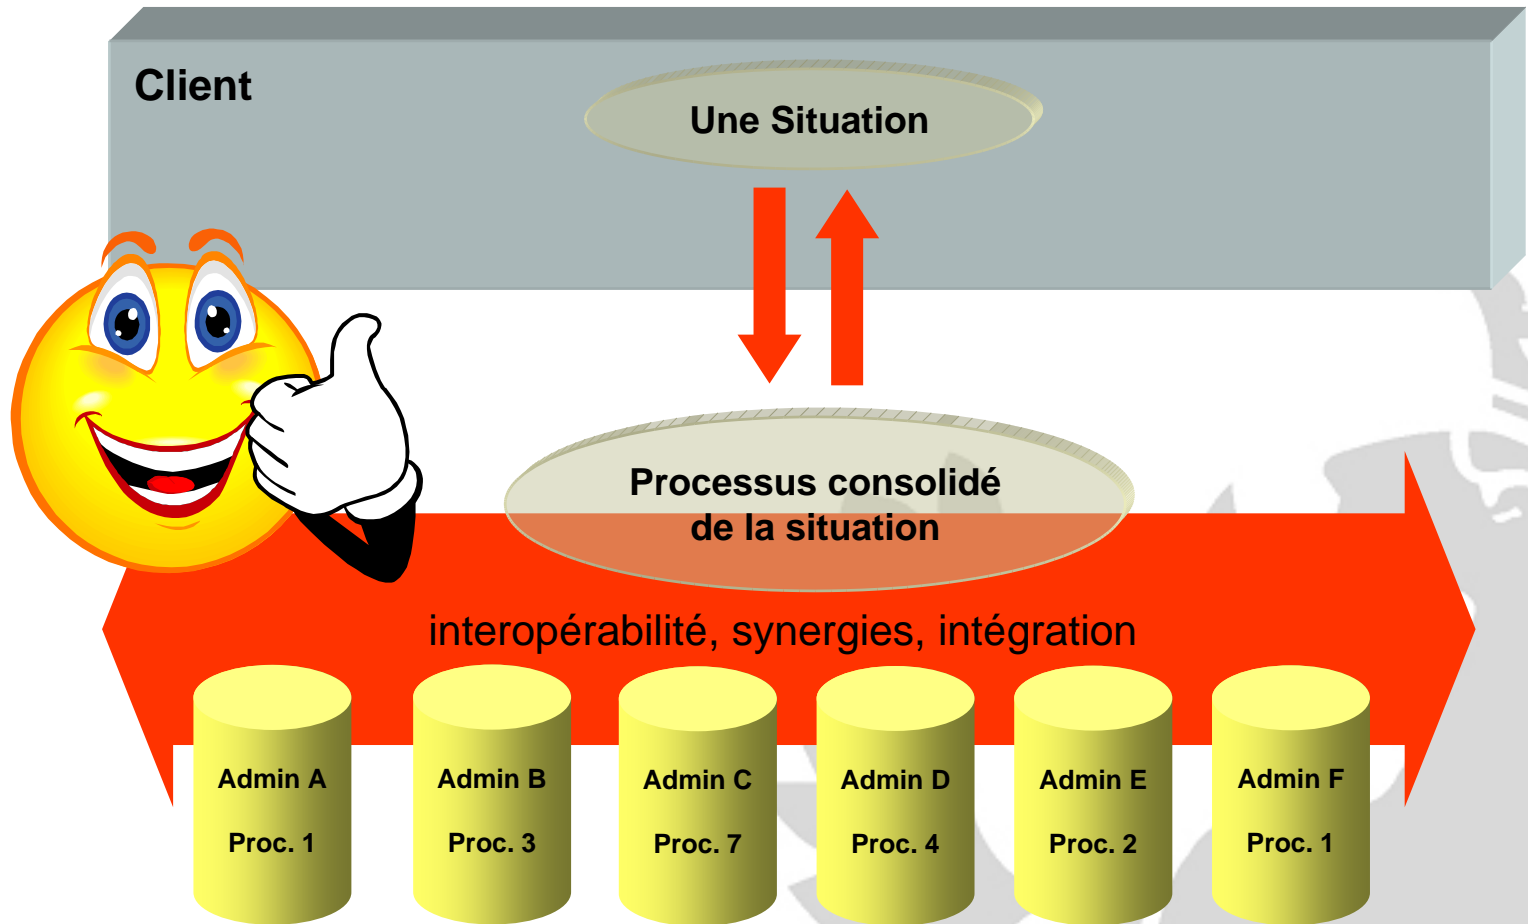 Client
Une Situation
Processus consolidé
de la situation
interopérabilité, synergies, intégration
Admin A
Proc. 1
Admin B
Proc. 3
Admin C
Proc. 7
Admin D
Proc. 4
Admin E
Proc. 2
Admin F
Proc. 1